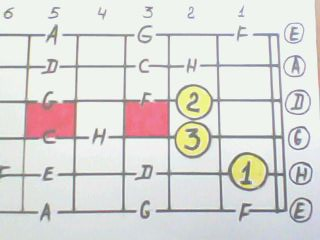 6 5 4 3 2 1
A G F E
D C H A
G F 2 D
C H 3 G
F E D 1 H
A G F E